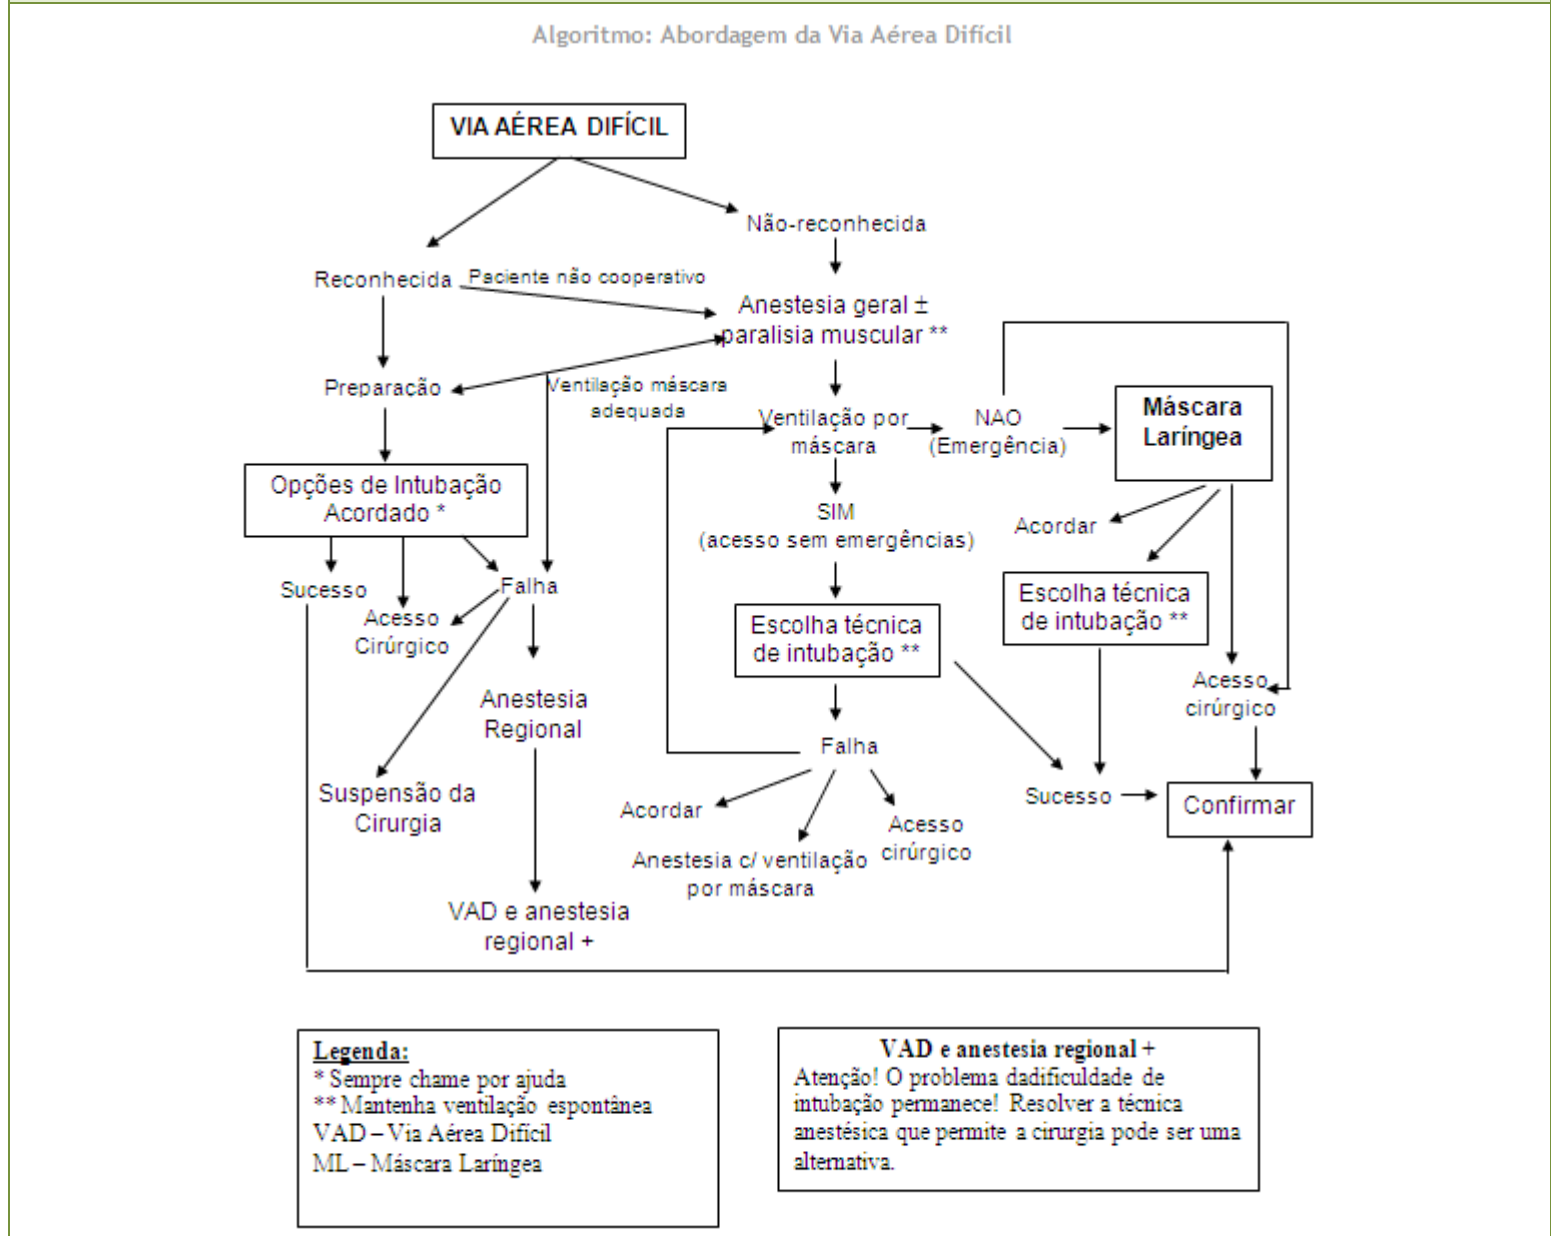 Algoritmo: Abordagem da Via Aérea Difícil
VIA AÉREA DIFÍCIL
Não-reconhecida
Reconhecida
Paciente não cooperativo
Anestesia geral ±
paralisia muscular **
Preparação
Ventilação máscara
adequada
Ventilação por
máscara
NAO
(Emergência)
Máscara
Laríngea
Opções de Intubação
Acordado *
SIM
(acesso sem emergências)
Acordar
Sucesso
Acesso
Cirúrgico
Falha
Escolha técnica
de intubação **
Escolha técnica
de intubação **
Anestesia
Regional
Acesso
cirúrgico
Falha
Suspensão da
Cirurgia
Acordar
Anestesia c/ ventilação
por máscara
Acesso
cirúrgico
Sucesso
Confirmar
VAD e anestesia
regional +
Legenda:
* Sempre chame por ajuda
** Mantenha ventilação espontânea
VAD – Via Aérea Difícil
ML – Máscara Laríngea
VAD e anestesia regional +
Atenção! O problema dadificuldade de
intubação permanece! Resolver a técnica
anestésica que permite a cirurgia pode ser uma
alternativa.